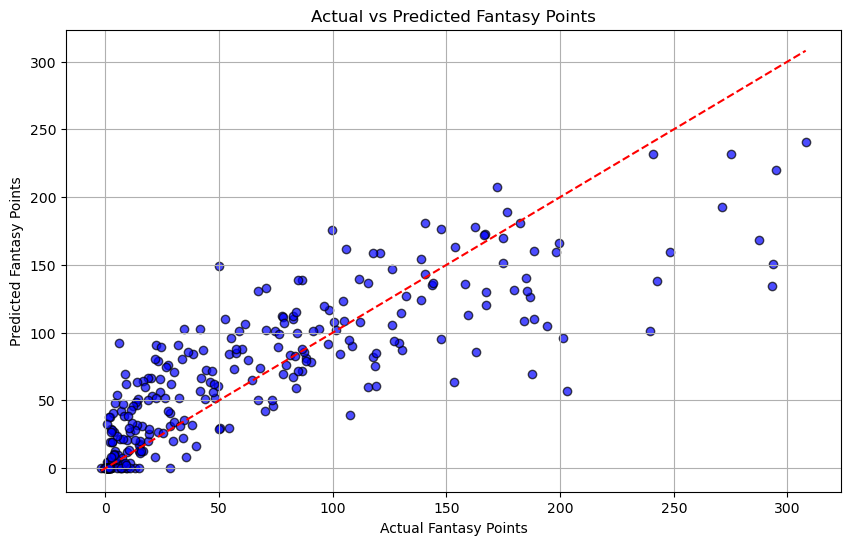 Actual vs Predicted Fantasy Points
Predicted Fantasy Points
300
250
200
150
100
50
0
0 50 100 150 200 250 300
Actual Fantasy Points